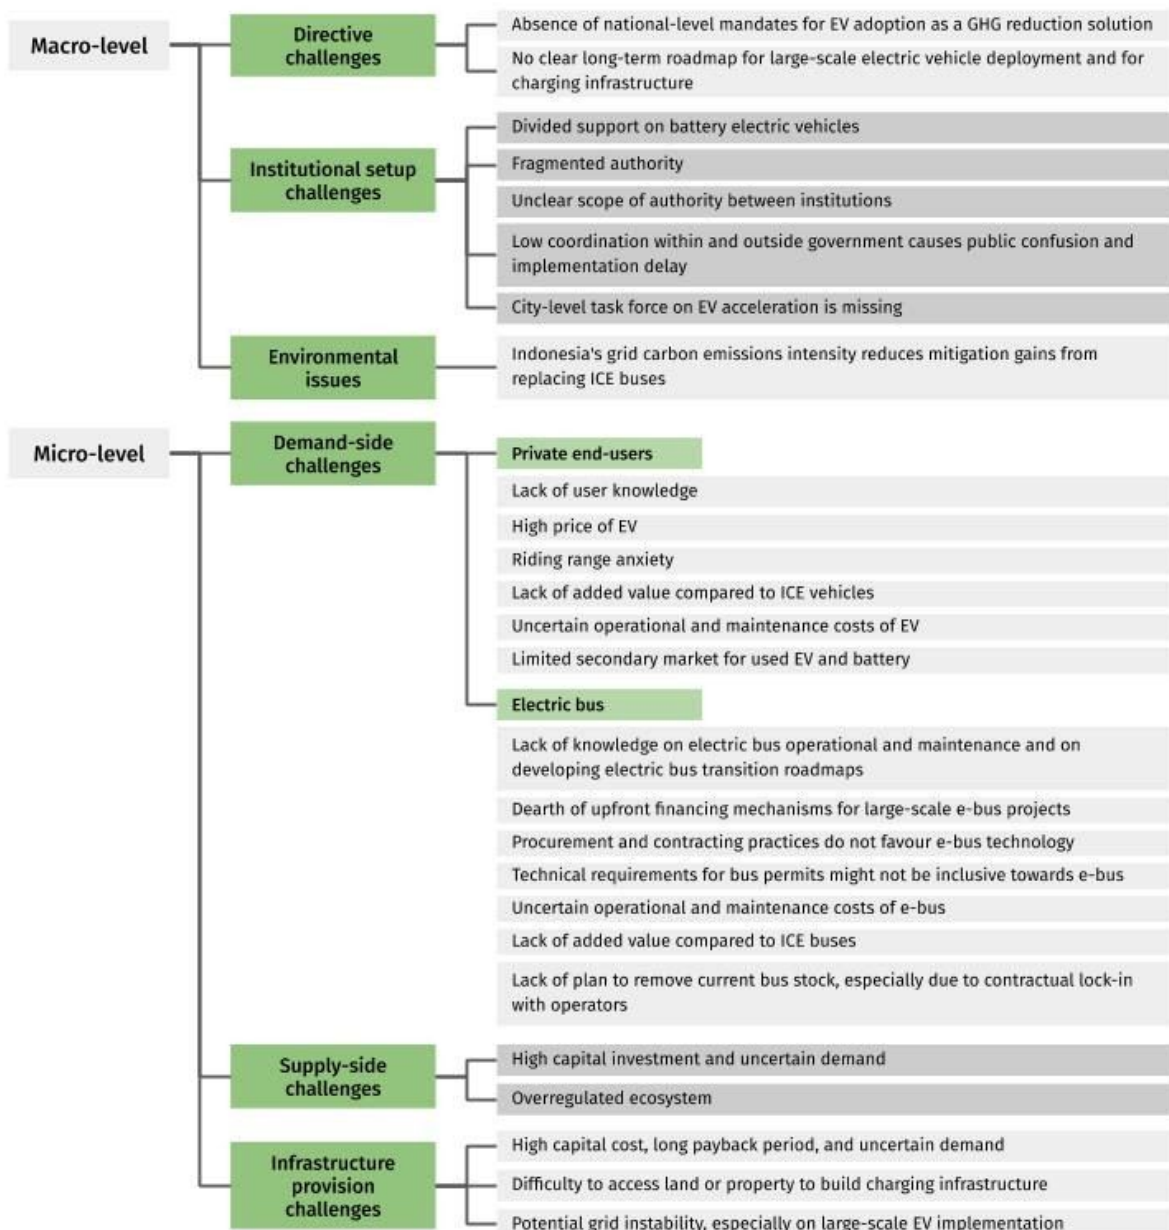 Macro-level
Directive
challenges
Absence of national-level mandates for EV adoption as a GHG reduction solution
No clear long-term roadmap for large-scale electric vehicle deployment and for
charging infrastructure
Institutional setup
challenges
Divided support on battery electric vehicles
Fragmented authority
Unclear scope of authority between institutions
Low coordination within and outside government causes public confusion and
implementation delay
City-level task force on EV acceleration is missing
Environmental
issues
Indonesia's grid carbon emissions intensity reduces mitigation gains from
replacing ICE buses
Micro-level
Demand-side
challenges
Private end-users
Lack of user knowledge
High price of EV
Riding range anxiety
Lack of added value compared to ICE vehicles
Uncertain operational and maintenance costs of EV
Limited secondary market for used EV and battery
Electric bus
Lack of knowledge on electric bus operational and maintenance and on
developing electric bus transition roadmaps
Dearth of upfront financing mechanisms for large-scale e-bus projects
Procurement and contracting practices do not favour e-bus technology
Technical requirements for bus permits might not be inclusive towards e-bus
Uncertain operational and maintenance costs of e-bus
Lack of added value compared to ICE buses
Lack of plan to remove current bus stock, especially due to contractual lock-in
with operators
Supply-side
challenges
High capital investment and uncertain demand
Overregulated ecosystem
Infrastructure
provision
challenges
High capital cost, long payback period, and uncertain demand
Difficulty to access land or property to build charging infrastructure
Potential grid instability, especially on large-scale EV implementation